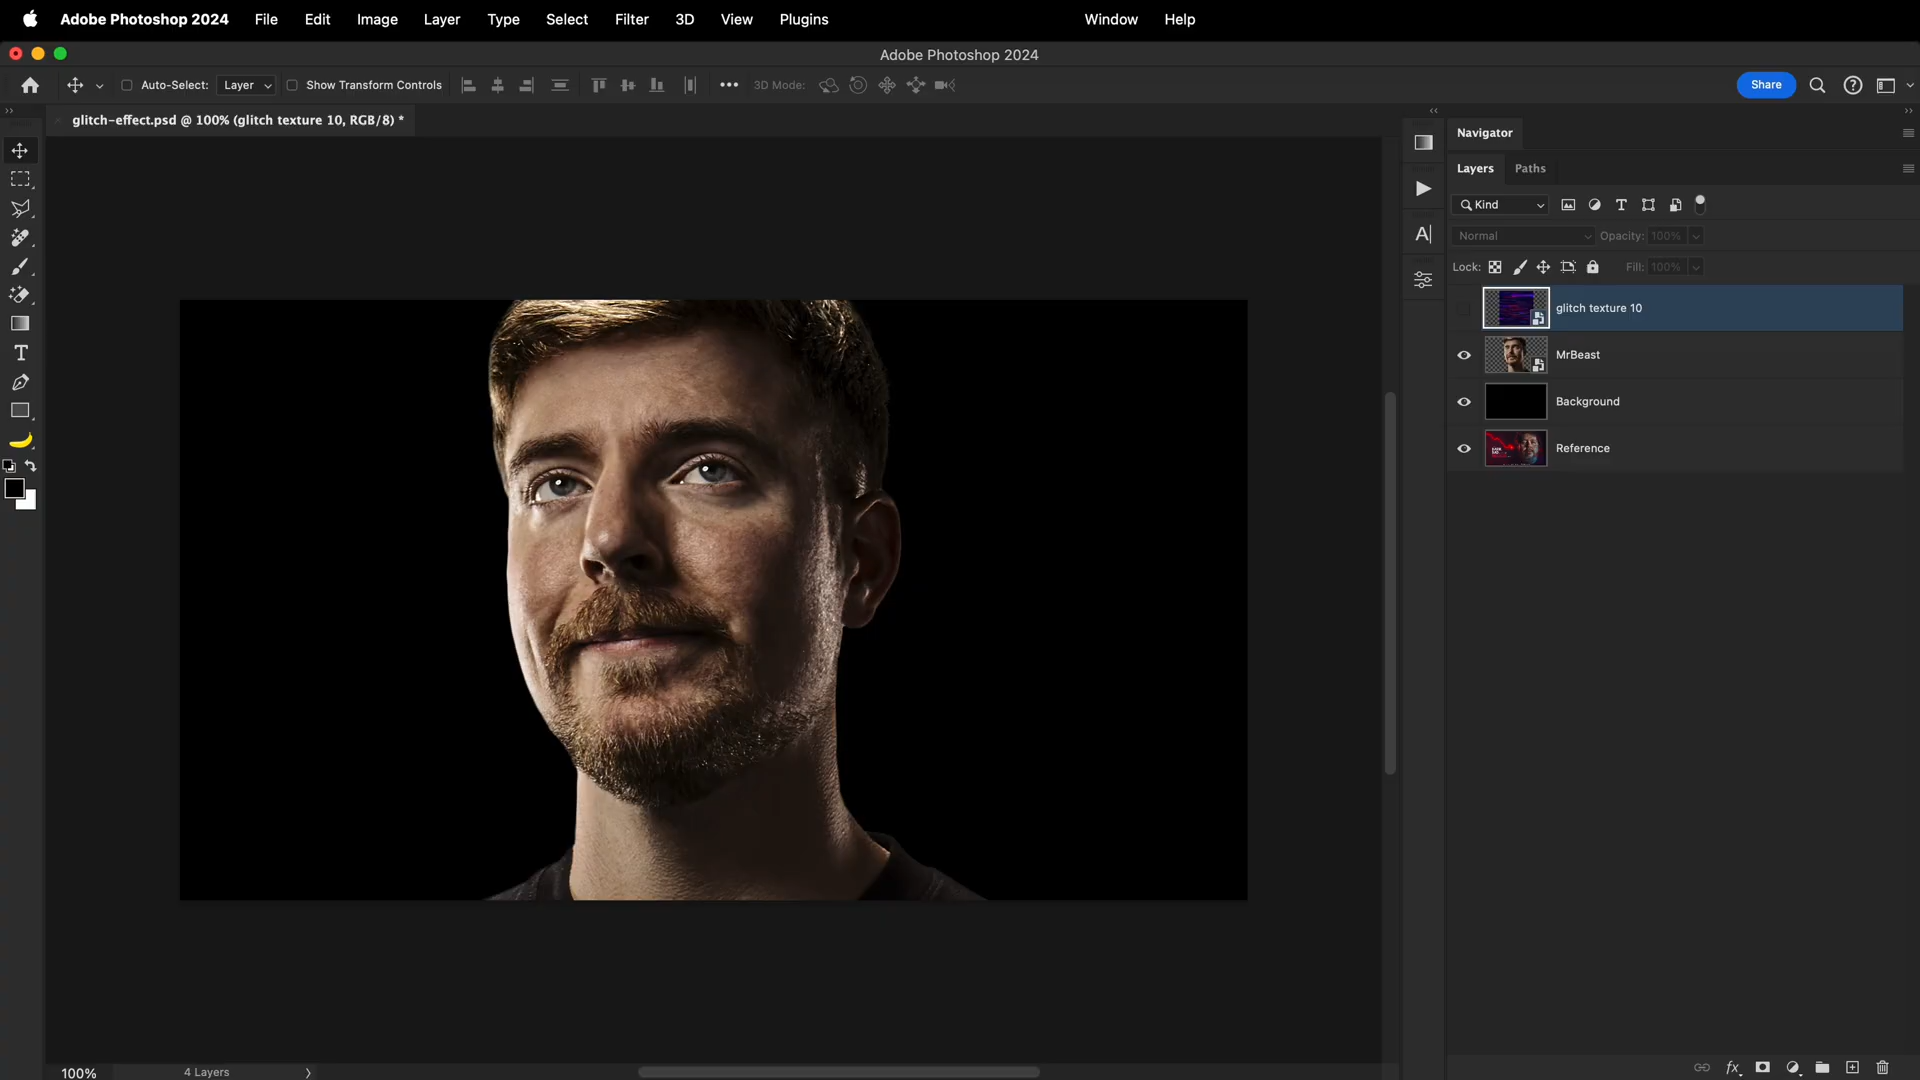 Adobe Photoshop 2024 File Edit Image Layer Type Select Filter 3D View Plugins Window Help
Adobe Photoshop 2024
Auto-Select: Layer Show Transform Controls 3D Mode: Share
glitch-effect.psd @ 100% (glitch texture 10, RGB/8) *
Navigator
Layers Paths
Kind
Normal Opacity: 100%
Lock: Fill: 100%
glitch texture 10
MrBeast
Background
Reference
100% 4 Layers